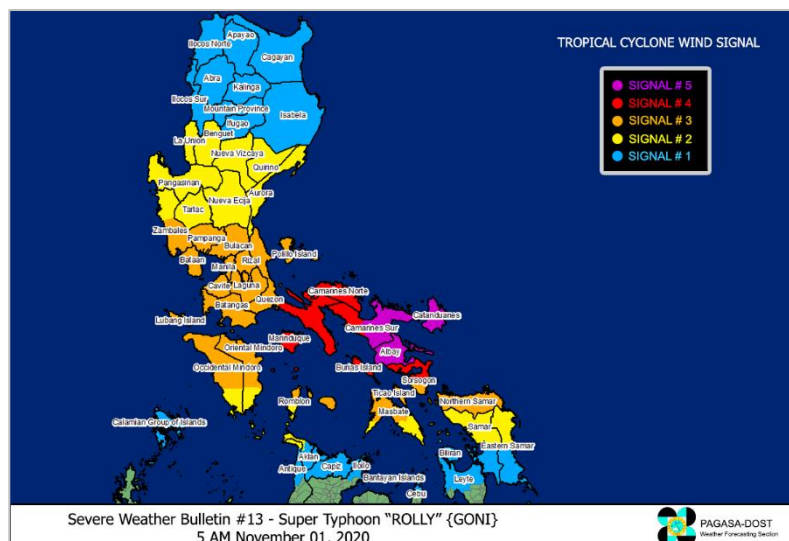 TROPICAL CYCLONE WIND SIGNAL
SIGNAL # 5
SIGNAL # 4
SIGNAL # 3
SIGNAL # 2
SIGNAL # 1
Ilocos Norte
Apayao
Cagayan
Abra
Kalinga
Ilocos Sur
Mountain Province
Isabela
Ifugao
Benguet
La Union
Nueva Vizcaya
Quirino
Pangasinan
Aurora
Nueva Ecija
Tarlac
Zambales
Pampanga
Bulacan
Polillo Island
Bataan
Manila
Rizal
Cavite
Laguna
Camarines Norte
Batangas
Quezon
Catanduanes
Lubang Island
Camarines Sur
Oriental Mindoro
Marinduque
Albay
Occidental Mindoro
Burias Island
Sorsogon
Ticao Island
Romblon
Northern Samar
Masbate
Calamian Group of Islands
Samar
Eastern Samar
Aklan
Biliran
Antique
Capiz
Iloilo
Bantayan Islands
Leyte
Cebu
Severe Weather Bulletin #13 - Super Typhoon "ROLLY" {GONI}
5 AM November 01, 2020
PAGASA-DOST
Weather Forecasting Section